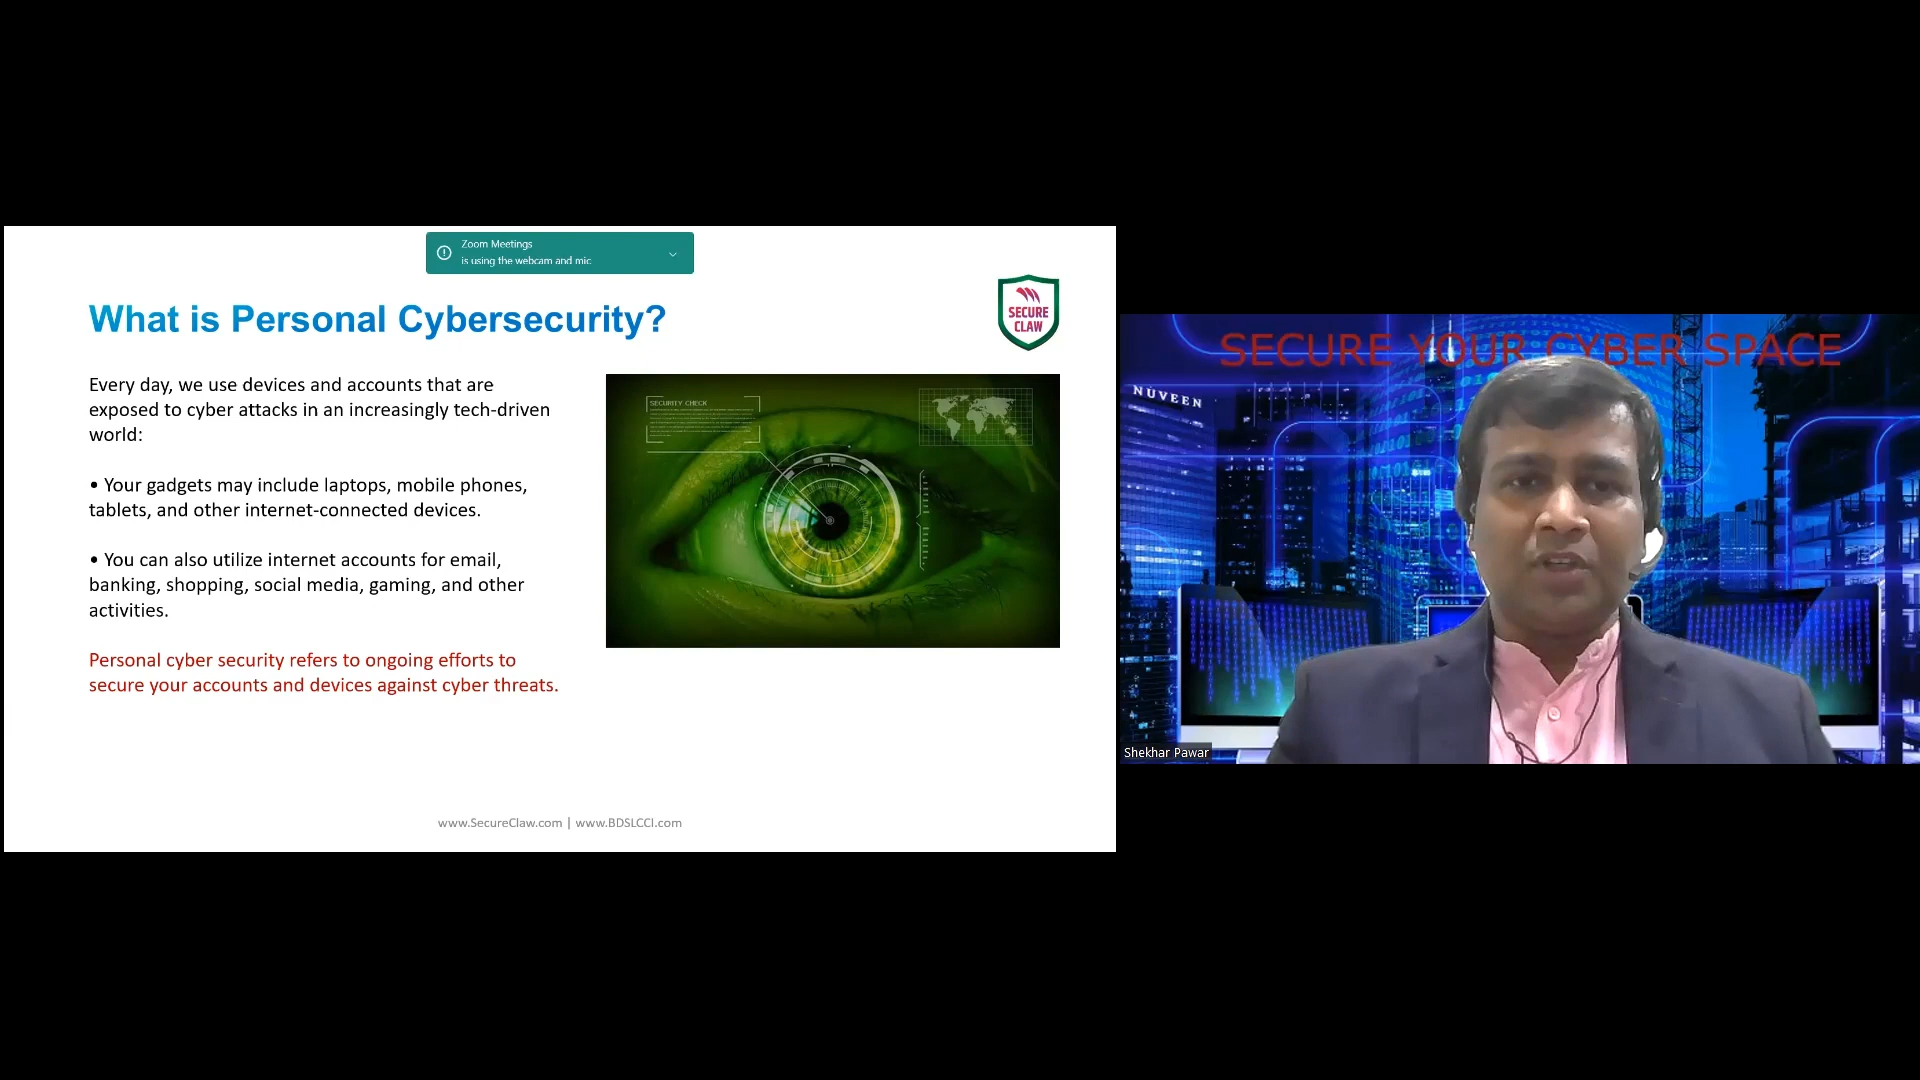 Zoom Meetings
is using the webcam and mic
What is Personal Cybersecurity?
SECURE
CLAW
Every day, we use devices and accounts that are
exposed to cyber attacks in an increasingly tech-driven
world:
• Your gadgets may include laptops, mobile phones,
tablets, and other internet-connected devices.
• You can also utilize internet accounts for email,
banking, shopping, social media, gaming, and other
activities.
Personal cyber security refers to ongoing efforts to
secure your accounts and devices against cyber threats.
SECURITY CHECK
www.SecureClaw.com | www.BDSLCCI.com
SECURE YOUR CYBER SPACE
NUVEEN
Shekhar Pawar